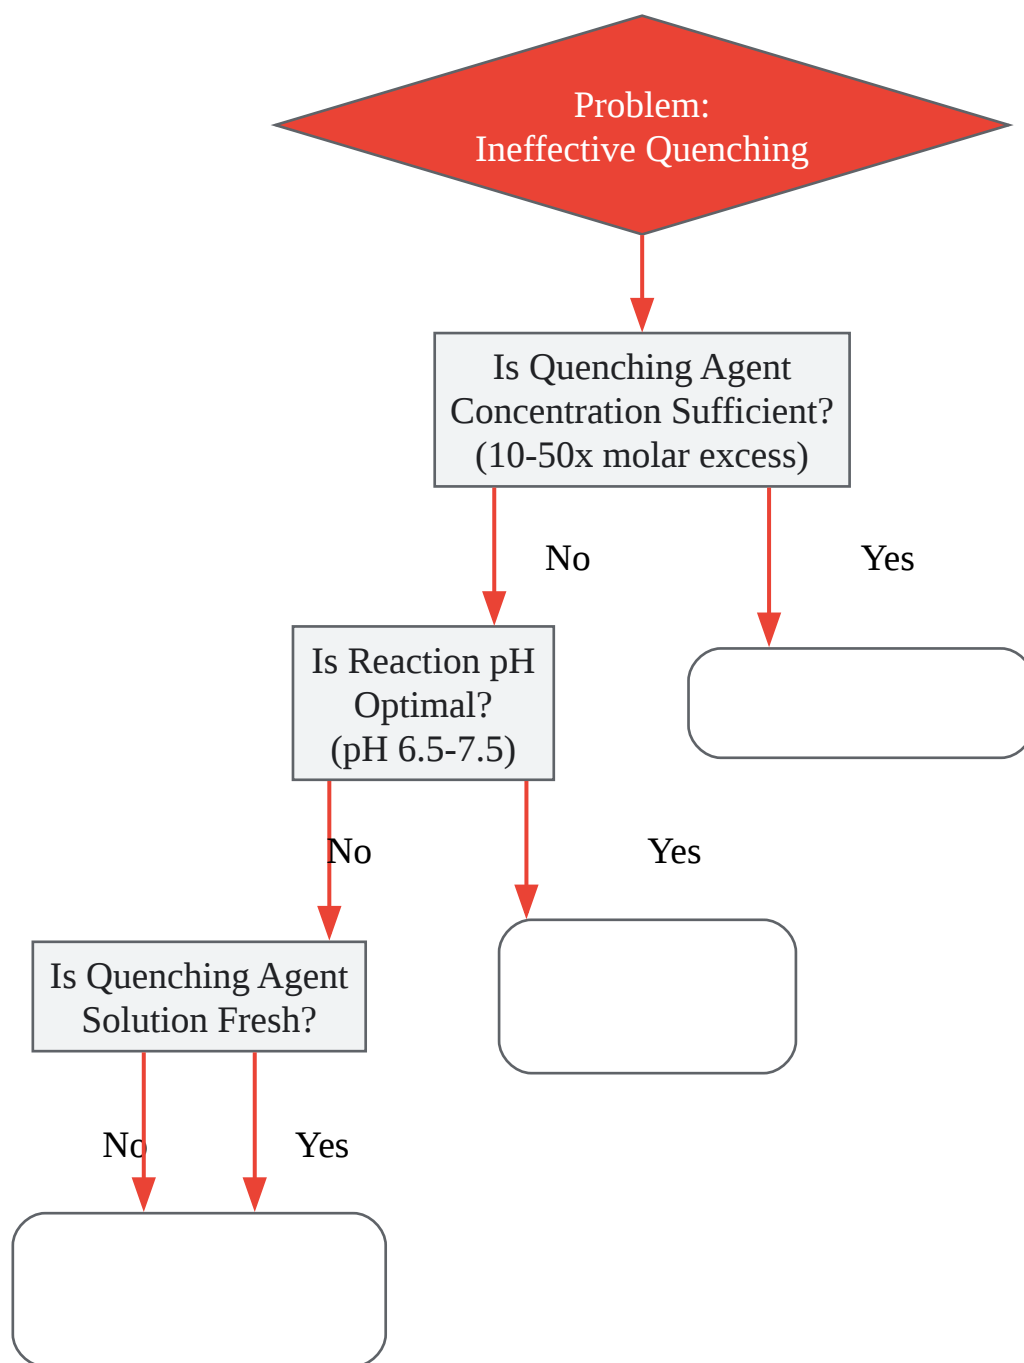 Problem:
Ineffective Quenching
Is Quenching Agent
Concentration Sufficient?
(10-50x molar excess)
No
Yes
Is Reaction pH
Optimal?
(pH 6.5-7.5)
No
Yes
Is Quenching Agent
Solution Fresh?
No
Yes